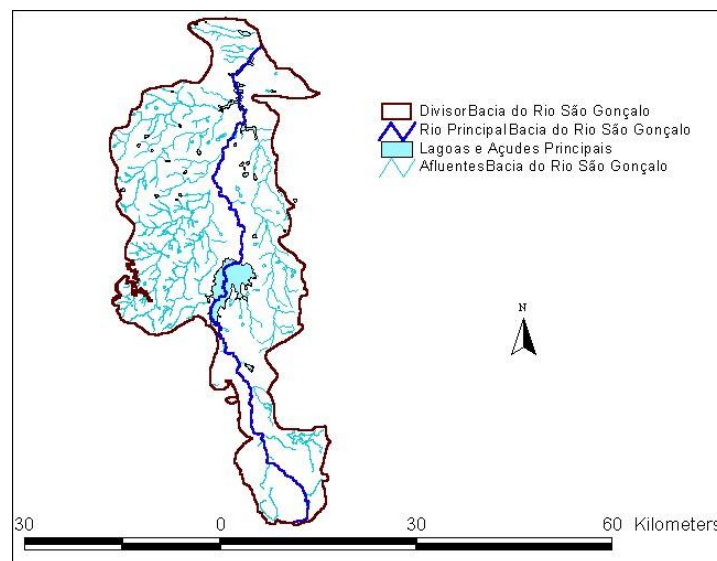 DivisorBacia do Rio São Gonçalo
Rio PrincipalBacia do Rio São Gonçalo
Lagoas e Açudes Principais
AfluentesBacia do Rio São Gonçalo
N
30 0 30 60 Kilometers